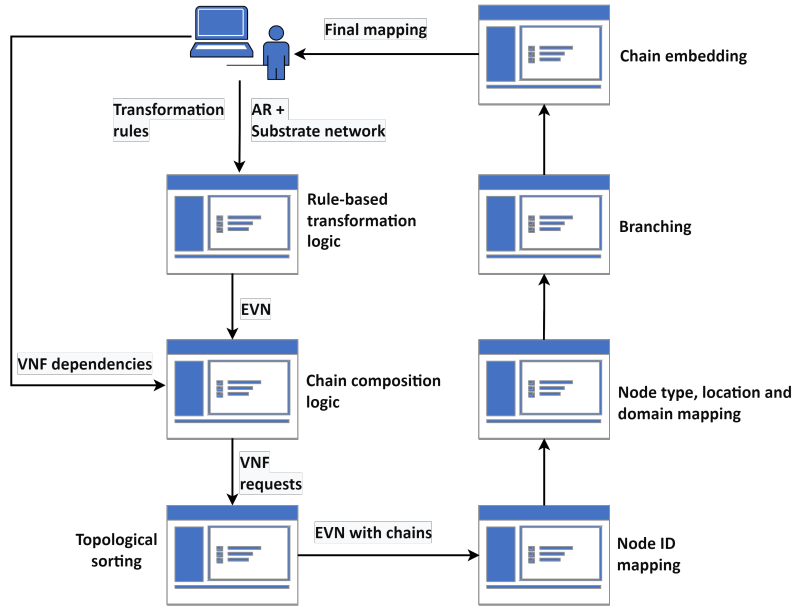 Final mapping
Chain embedding
Transformation
rules
AR +
Substrate network
Rule-based
transformation
logic
Branching
EVN
VNF dependencies
Chain composition
logic
Node type, location and
domain mapping
VNF
requests
Topological
sorting
EVN with chains
Node ID
mapping